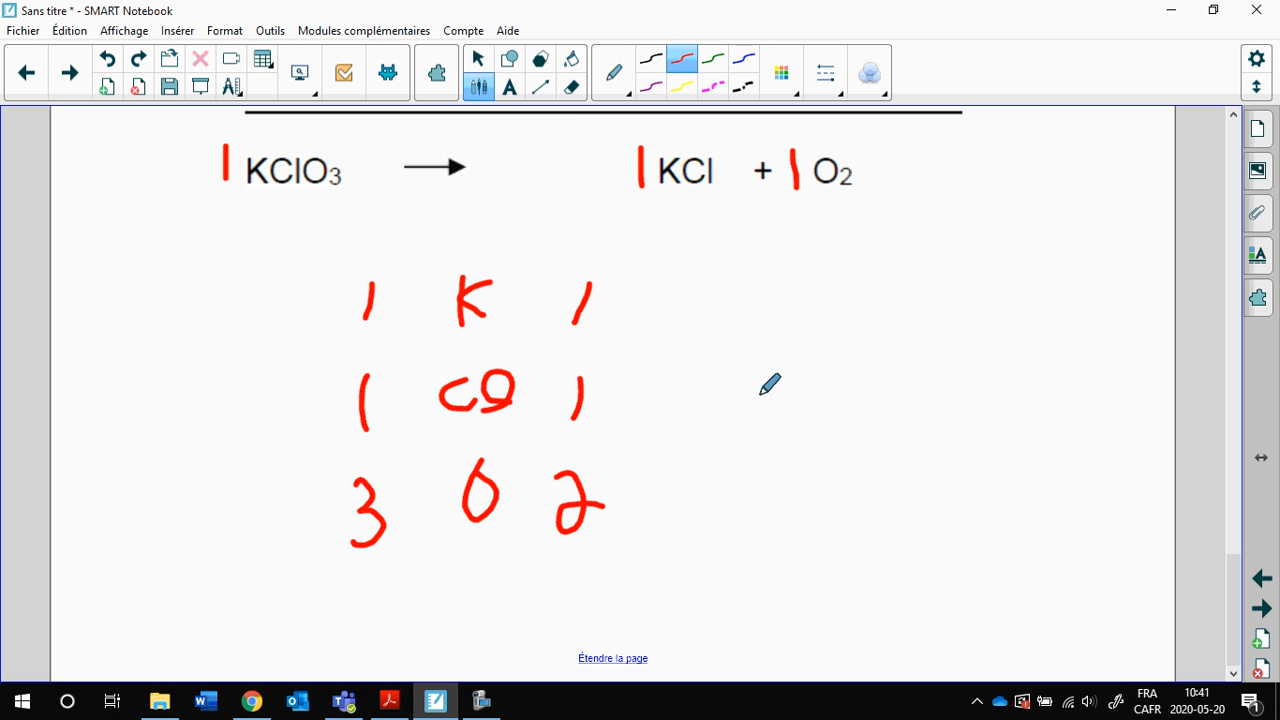 Sans titre * - SMART Notebook
Fichier Édition Affichage Insérer Format Outils Modules complémentaires Compte Aide
1 KClO3 → 1 KCl + 1 O2
1 K 1
1 Cl 1
3 O 2
Étendre la page
FRA 10:41
CAFR 2020-05-20